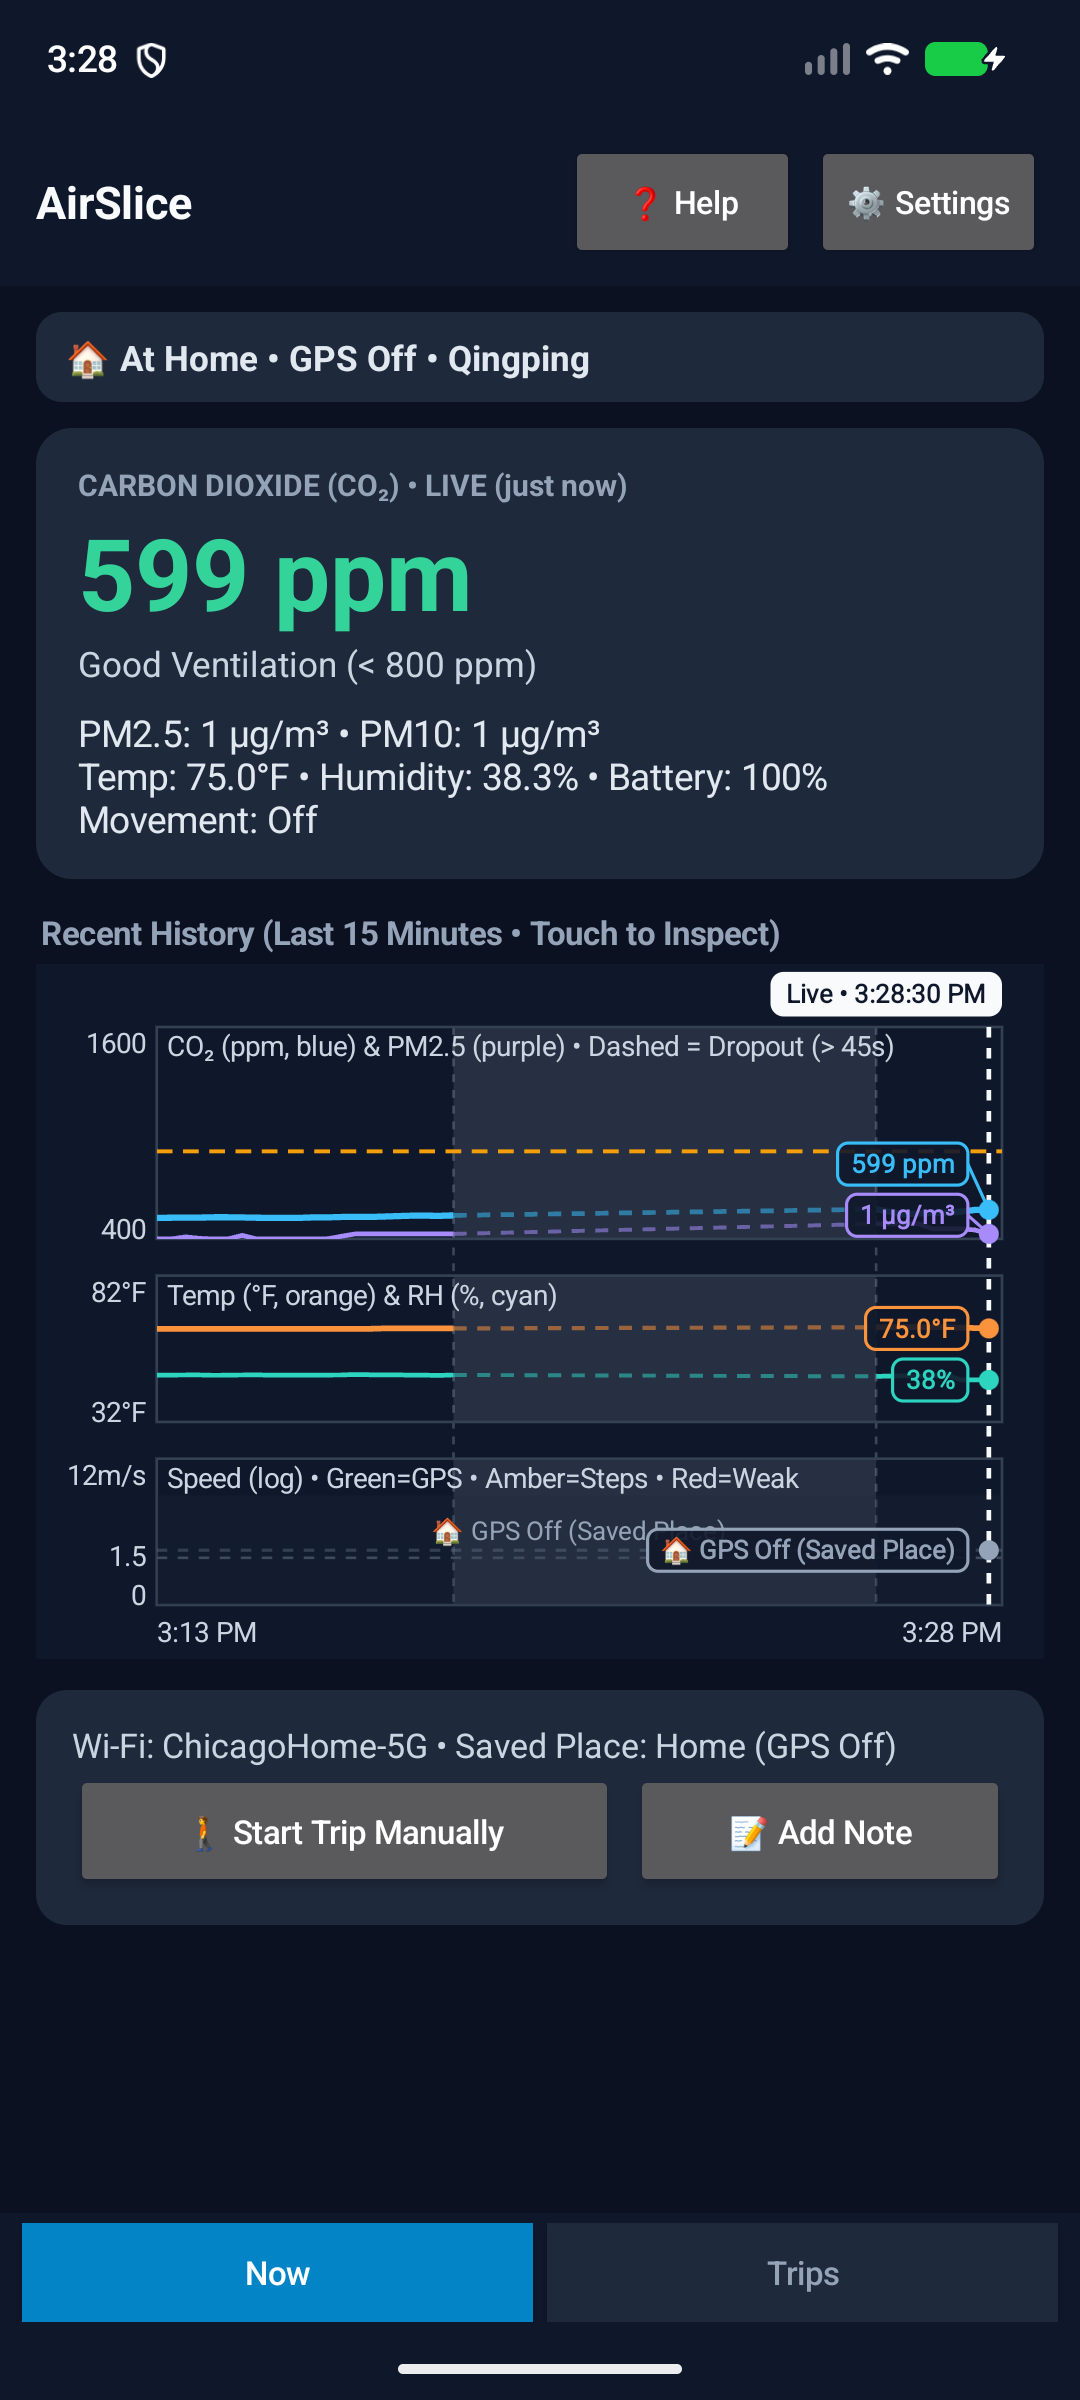 3:28
AirSlice
❓ Help
⚙️ Settings
🏠 At Home • GPS Off • Qingping
CARBON DIOXIDE (CO₂) • LIVE (just now)
599 ppm
Good Ventilation (< 800 ppm)
PM2.5: 1 µg/m³ • PM10: 1 µg/m³
Temp: 75.0°F • Humidity: 38.3% • Battery: 100%
Movement: Off
Recent History (Last 15 Minutes • Touch to Inspect)
Live • 3:28:30 PM
1600
CO₂ (ppm, blue) & PM2.5 (purple) • Dashed = Dropout (> 45s)
599 ppm
1 µg/m³
400
82°F
Temp (°F, orange) & RH (%, cyan)
75.0°F
38%
32°F
12m/s
Speed (log) • Green=GPS • Amber=Steps • Red=Weak
🏠 GPS Off (Saved Place)
🏠 GPS Off (Saved Place)
1.5
0
3:13 PM
3:28 PM
Wi-Fi: ChicagoHome-5G • Saved Place: Home (GPS Off)
🚶 Start Trip Manually
📝 Add Note
Now
Trips